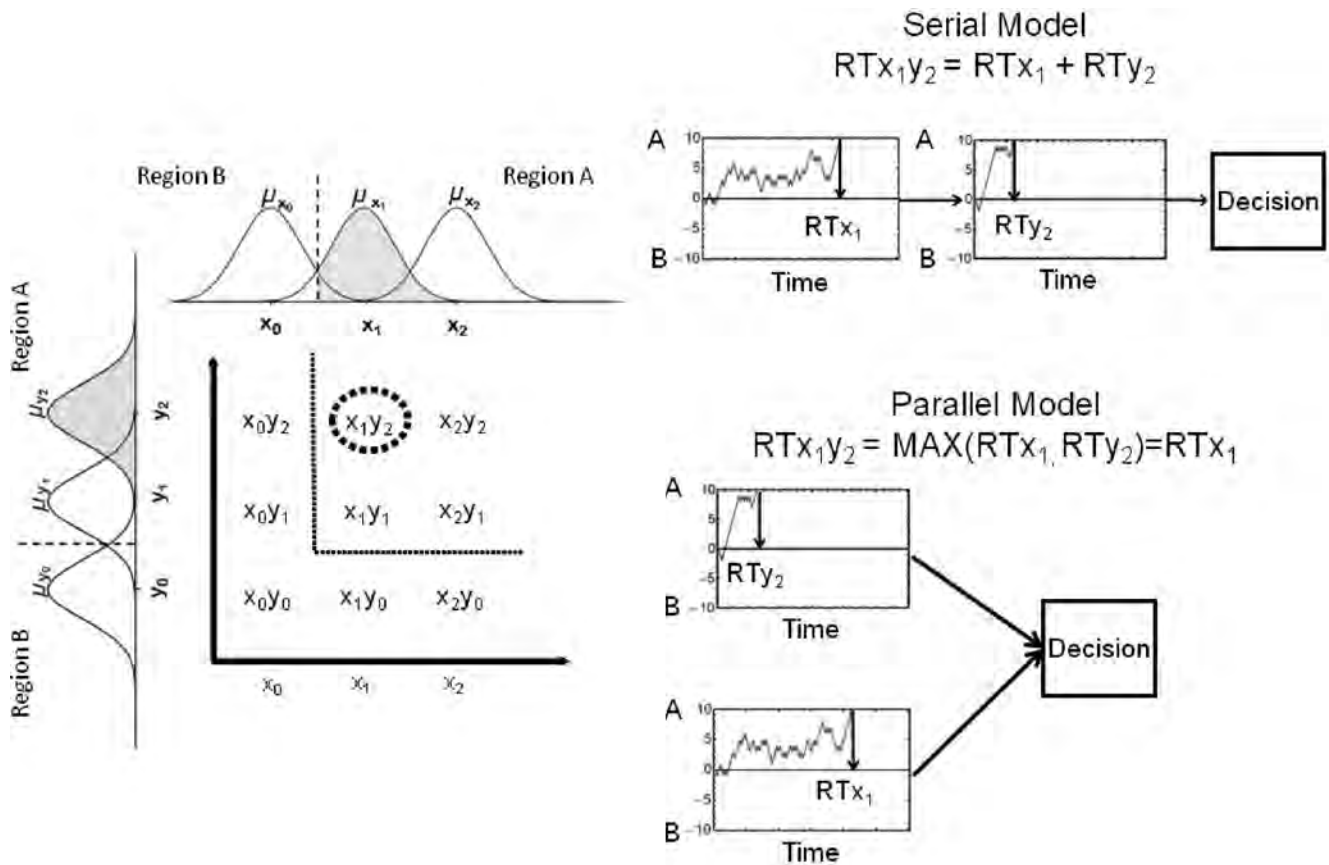 Serial Model
RTx₁y₂ = RTx₁ + RTy₂
A
10
5
0
−5
B −10
RTx₁
Time
A
10
5
0
−5
B −10
RTy₂
Time
Decision
Region B
Region A
μx₀
μx₁
μx₂
x₀ x₁ x₂
Region A
Region B
μy₂
μy₁
μy₀
y₂
y₁
y₀
x₀y₂ x₁y₂ x₂y₂
x₀y₁ x₁y₁ x₂y₁
x₀y₀ x₁y₀ x₂y₀
x₀ x₁ x₂
Parallel Model
RTx₁y₂ = MAX(RTx₁, RTy₂)=RTx₁
A
10
5
0
−5
B −10
RTy₂
Time
A
10
5
0
−5
B −10
RTx₁
Time
Decision